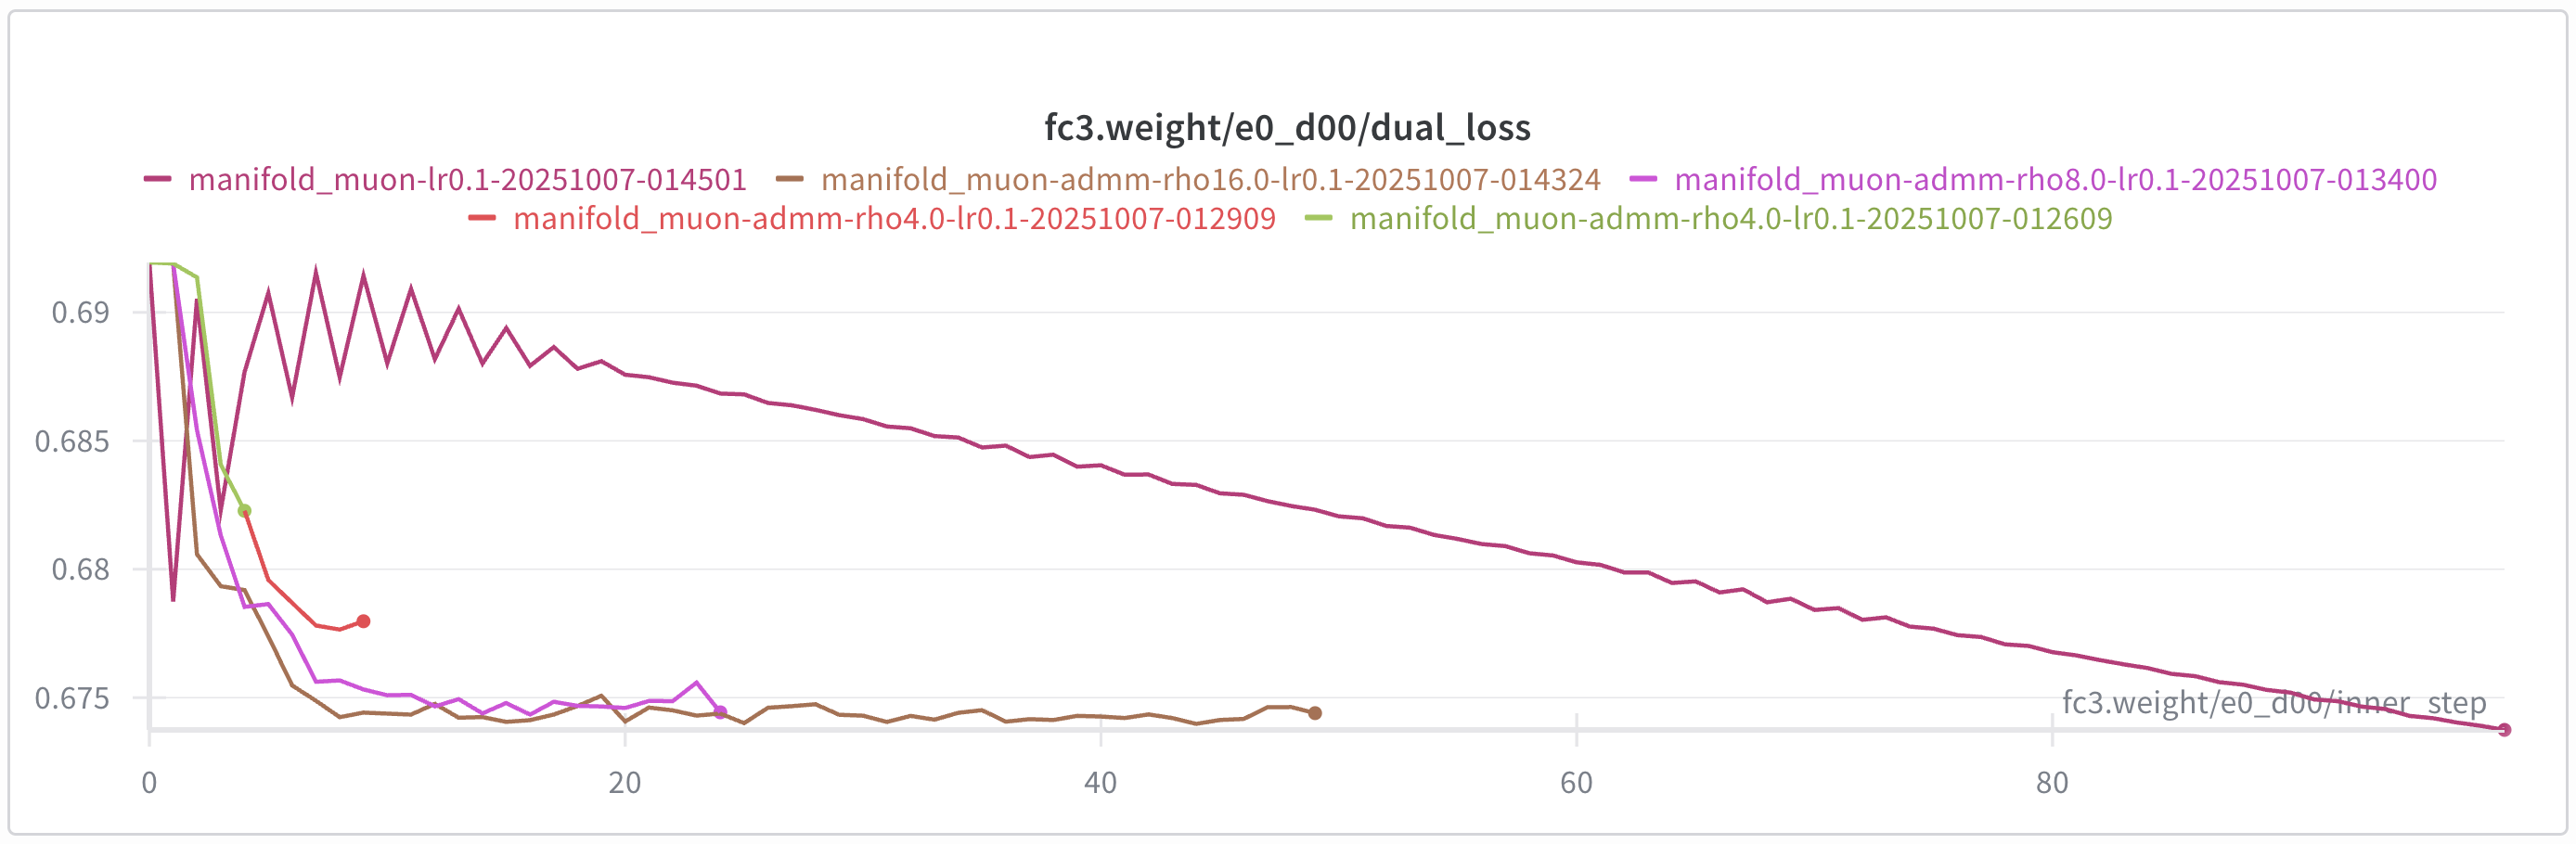 fc3.weight/e0_d00/dual_loss
manifold_muon-lr0.1-20251007-014501 manifold_muon-admm-rho16.0-lr0.1-20251007-014324 manifold_muon-admm-rho8.0-lr0.1-20251007-013400
manifold_muon-admm-rho4.0-lr0.1-20251007-012909 manifold_muon-admm-rho4.0-lr0.1-20251007-012609
0.69
0.685
0.68
0.675
fc3.weight/e0_d00/inner_step
0 20 40 60 80